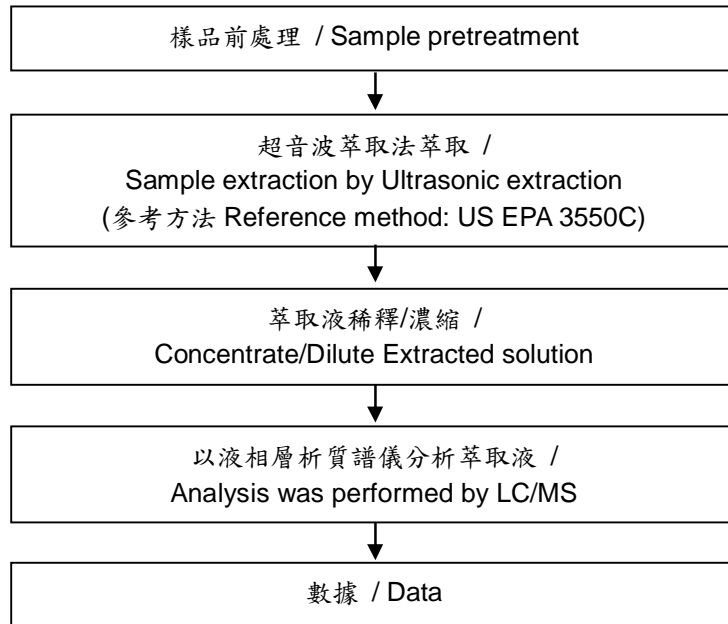 樣品前處理 / Sample pretreatment
超音波萃取法萃取 /
Sample extraction by Ultrasonic extraction
(參考方法 Reference method: US EPA 3550C)
萃取液稀釋/濃縮 /
Concentrate/Dilute Extracted solution
以液相層析質譜儀分析萃取液 /
Analysis was performed by LC/MS
數據 / Data